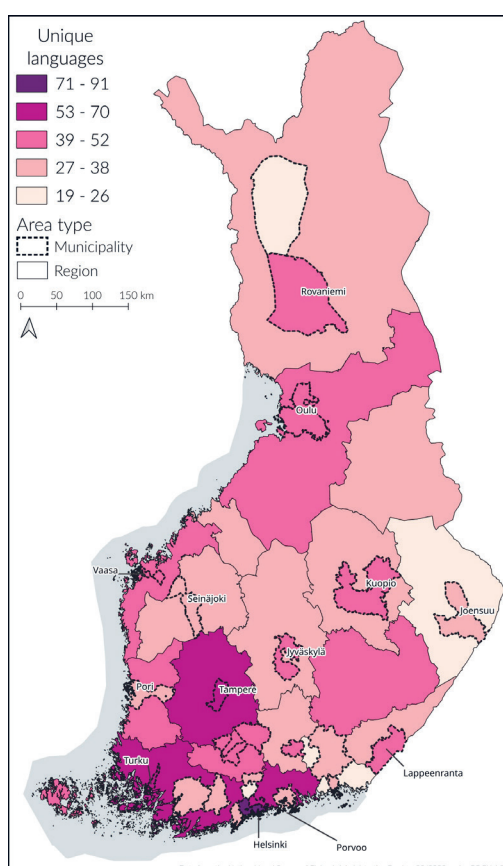 Unique
languages
71 - 91
53 - 70
39 - 52
27 - 38
19 - 26
Area type
Municipality
Region
0 50 100 150 km
Rovaniemi
Oulu
Vaasa
Kuopio
Seinäjoki
Joensuu
Jyväskylä
Pori
Tampere
Turku
Lappeenranta
Helsinki
Porvoo